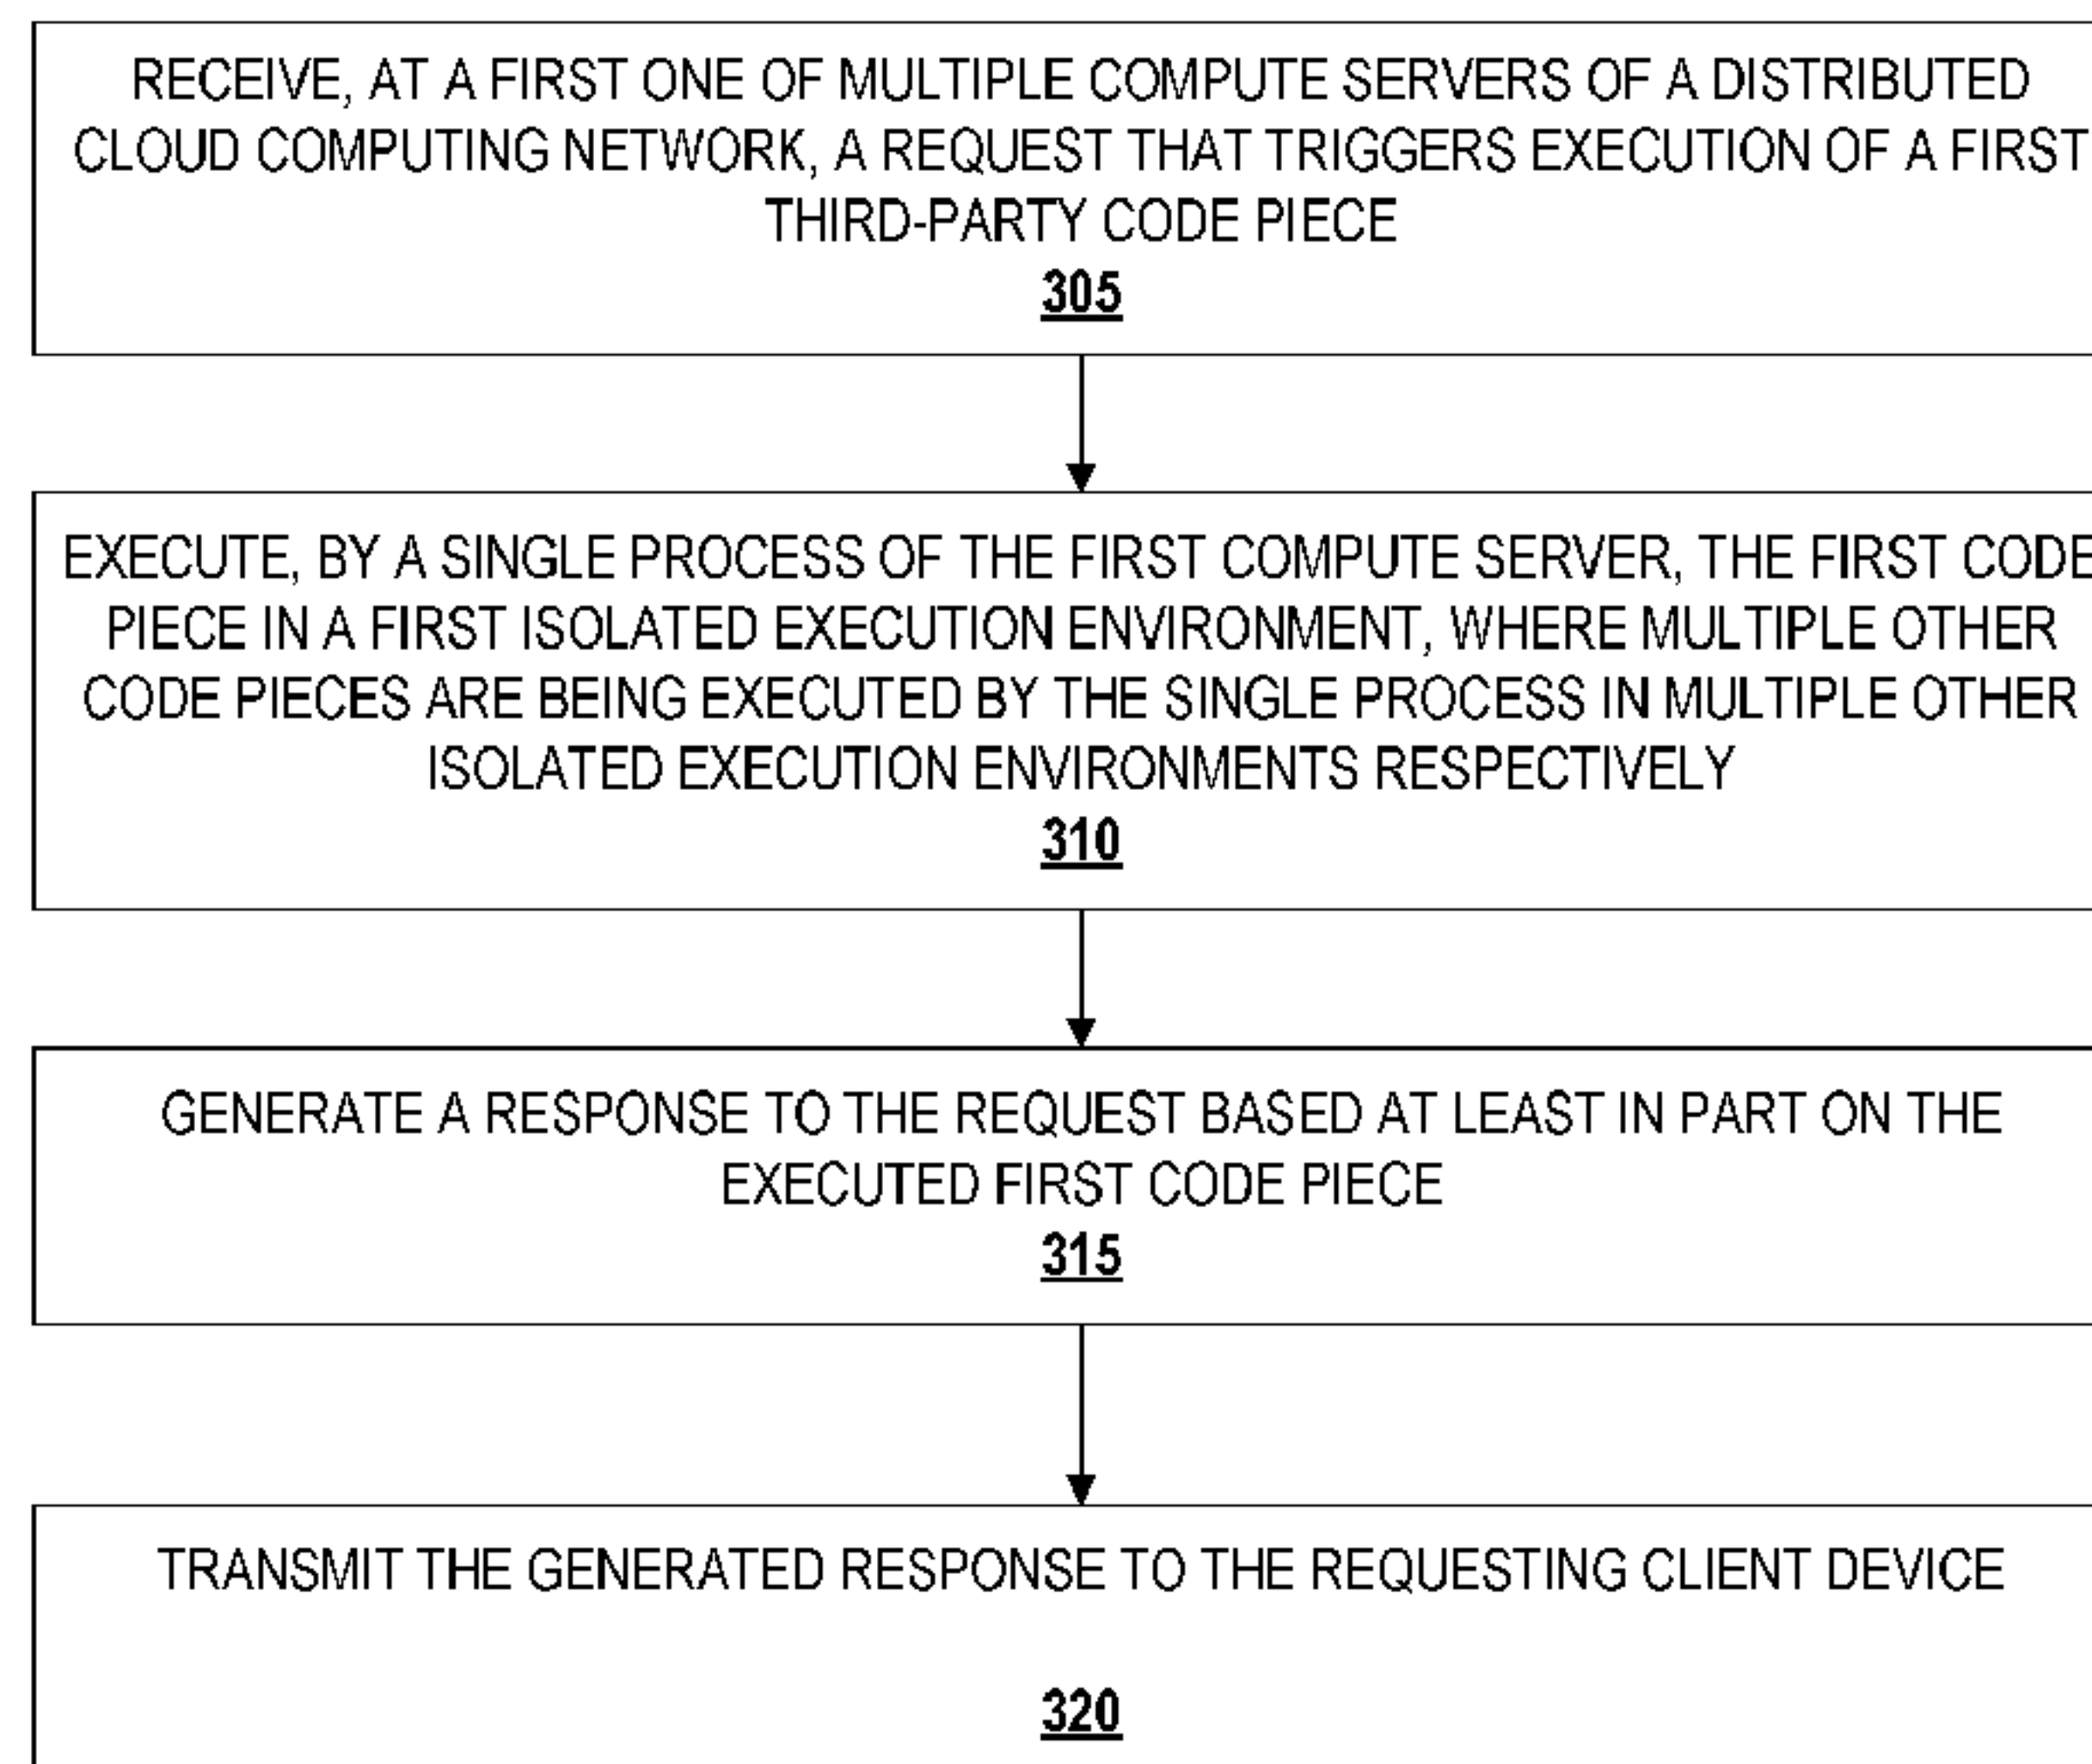 RECEIVE, AT A FIRST ONE OF MULTIPLE COMPUTE SERVERS OF A DISTRIBUTED
CLOUD COMPUTING NETWORK, A REQUEST THAT TRIGGERS EXECUTION OF A FIRST
THIRD-PARTY CODE PIECE
305
EXECUTE, BY A SINGLE PROCESS OF THE FIRST COMPUTE SERVER, THE FIRST CODE
PIECE IN A FIRST ISOLATED EXECUTION ENVIRONMENT, WHERE MULTIPLE OTHER
CODE PIECES ARE BEING EXECUTED BY THE SINGLE PROCESS IN MULTIPLE OTHER
ISOLATED EXECUTION ENVIRONMENTS RESPECTIVELY
310
GENERATE A RESPONSE TO THE REQUEST BASED AT LEAST IN PART ON THE
EXECUTED FIRST CODE PIECE
315
TRANSMIT THE GENERATED RESPONSE TO THE REQUESTING CLIENT DEVICE
320